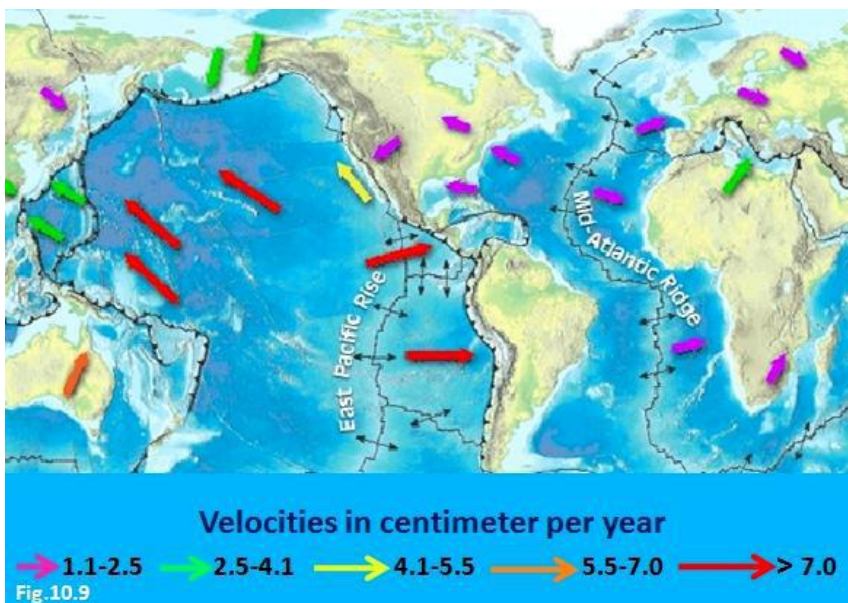 Mid-Atlantic Ridge
East Pacific Rise
Velocities in centimeter per year
1.1-2.5 2.5-4.1 4.1-5.5 5.5-7.0 > 7.0
Fig.10.9